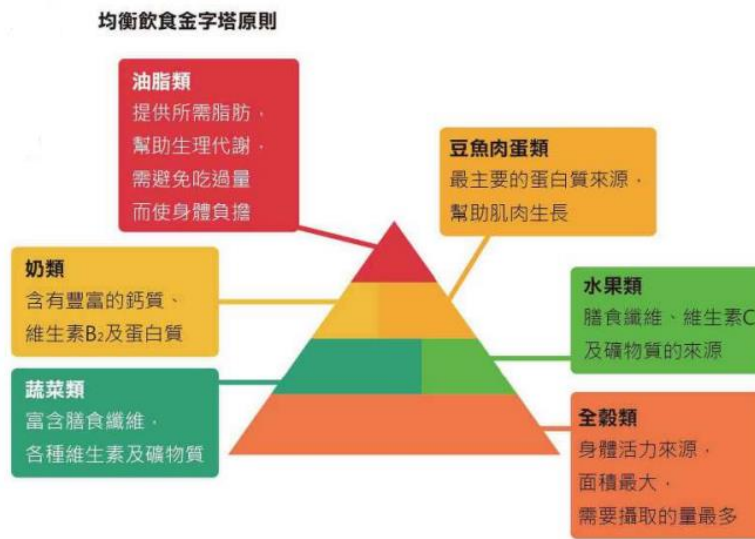 均衡飲食金字塔原則
油脂類
提供所需脂肪，
幫助生理代謝，
需避免吃過量
而使身體負擔
豆魚肉蛋類
最主要的蛋白質來源，
幫助肌肉生長
奶類
含有豐富的鈣質、
維生素B₂及蛋白質
水果類
膳食纖維、維生素C
及礦物質的來源
蔬菜類
富含膳食纖維，
各種維生素及礦物質
全穀類
身體活力來源，
面積最大，
需要攝取的量最多